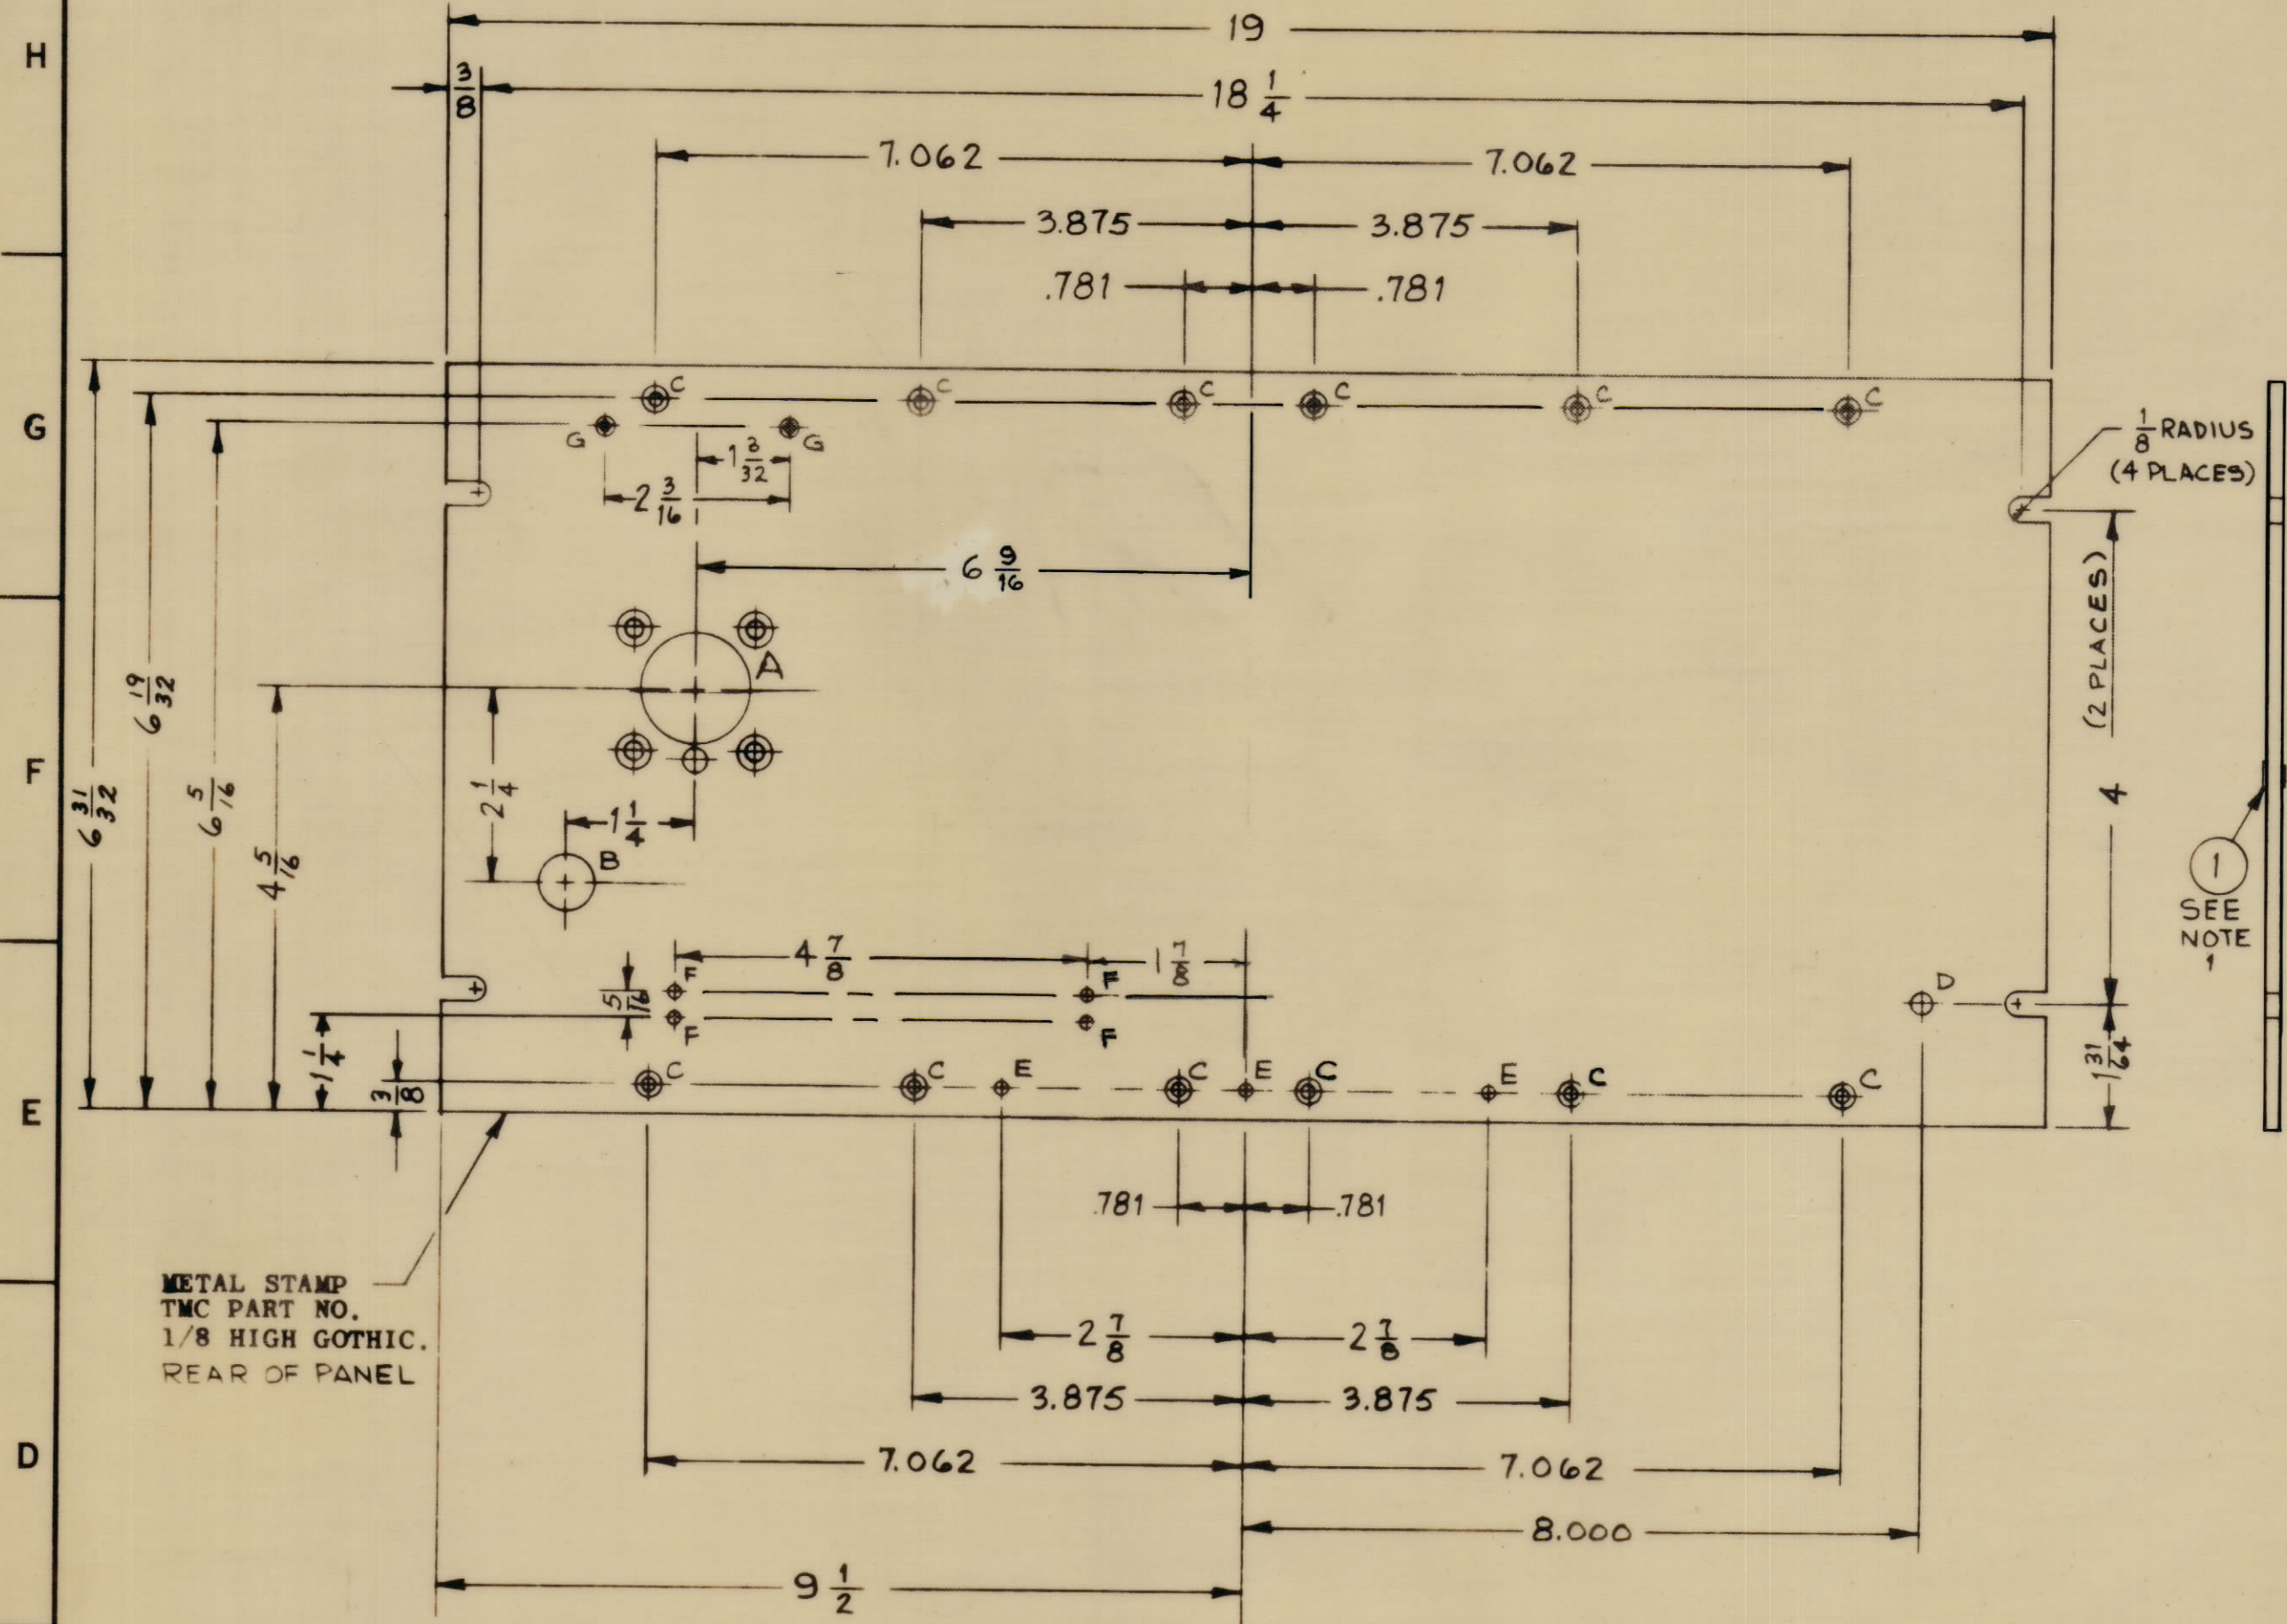 H
19
3/8
18 1/4
7.062
7.062
3.875
3.875
.781
.781
C
C
C
C
C
C
G
G
G
1 3/32
2 3/16
1/8 RADIUS
(4 PLACES)
6 9/16
A
(2 PLACES)
4
F
6 31/32
6 19/32
6 5/16
4 5/16
2 1/4
1 1/4
B
1
SEE
NOTE
1
4 7/8
1 7/8
F
F
5/16
F
F
D
1 1/4
3/8
1 31/64
E
C
C
E
C
E
C
E
C
C
.781
.781
METAL STAMP
TMC PART NO.
1/8 HIGH GOTHIC.
REAR OF PANEL
2 7/8
2 7/8
3.875
3.875
D
7.062
7.062
8.000
9 1/2